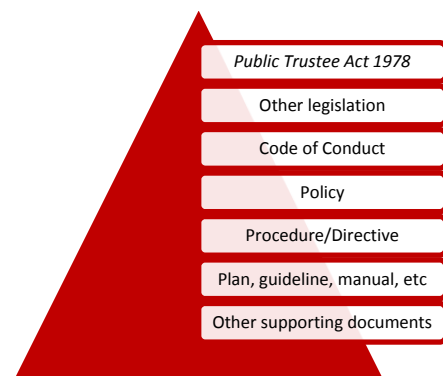 Public Trustee Act 1978
Other legislation
Code of Conduct
Policy
Procedure/Directive
Plan, guideline, manual, etc
Other supporting documents